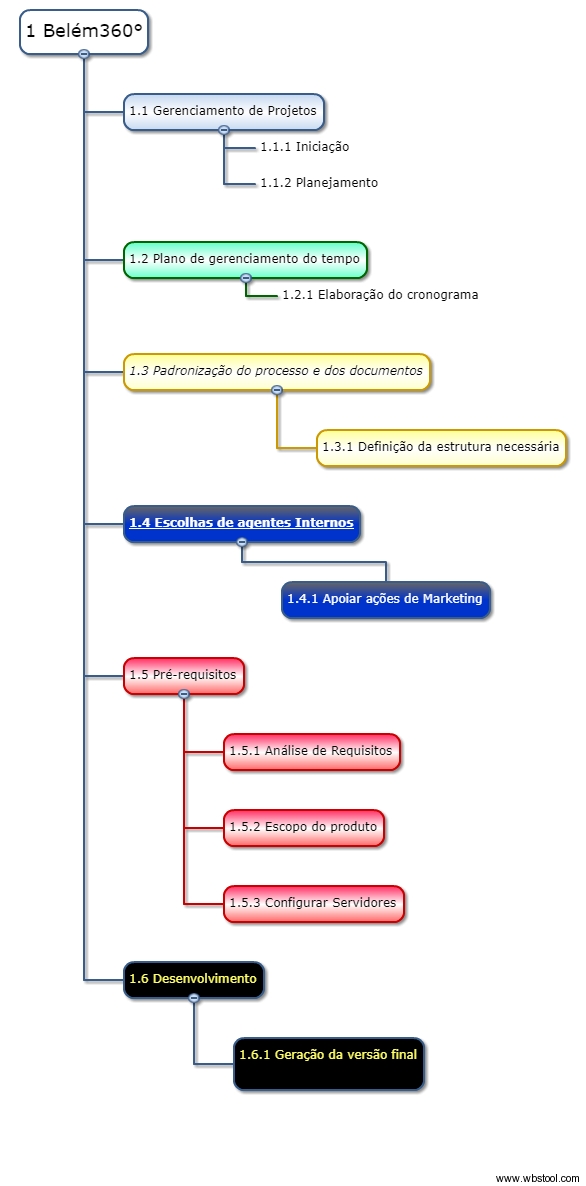 1 Belém360°
1.1 Gerenciamento de Projetos
1.1.1 Iniciação
1.1.2 Planejamento
1.2 Plano de gerenciamento do tempo
1.2.1 Elaboração do cronograma
1.3 Padronização do processo e dos documentos
1.3.1 Definição da estrutura necessária
1.4 Escolhas de agentes Internos
1.4.1 Apoiar ações de Marketing
1.5 Pré-requisitos
1.5.1 Análise de Requisitos
1.5.2 Escopo do produto
1.5.3 Configurar Servidores
1.6 Desenvolvimento
1.6.1 Geração da versão final
www.wbstool.com